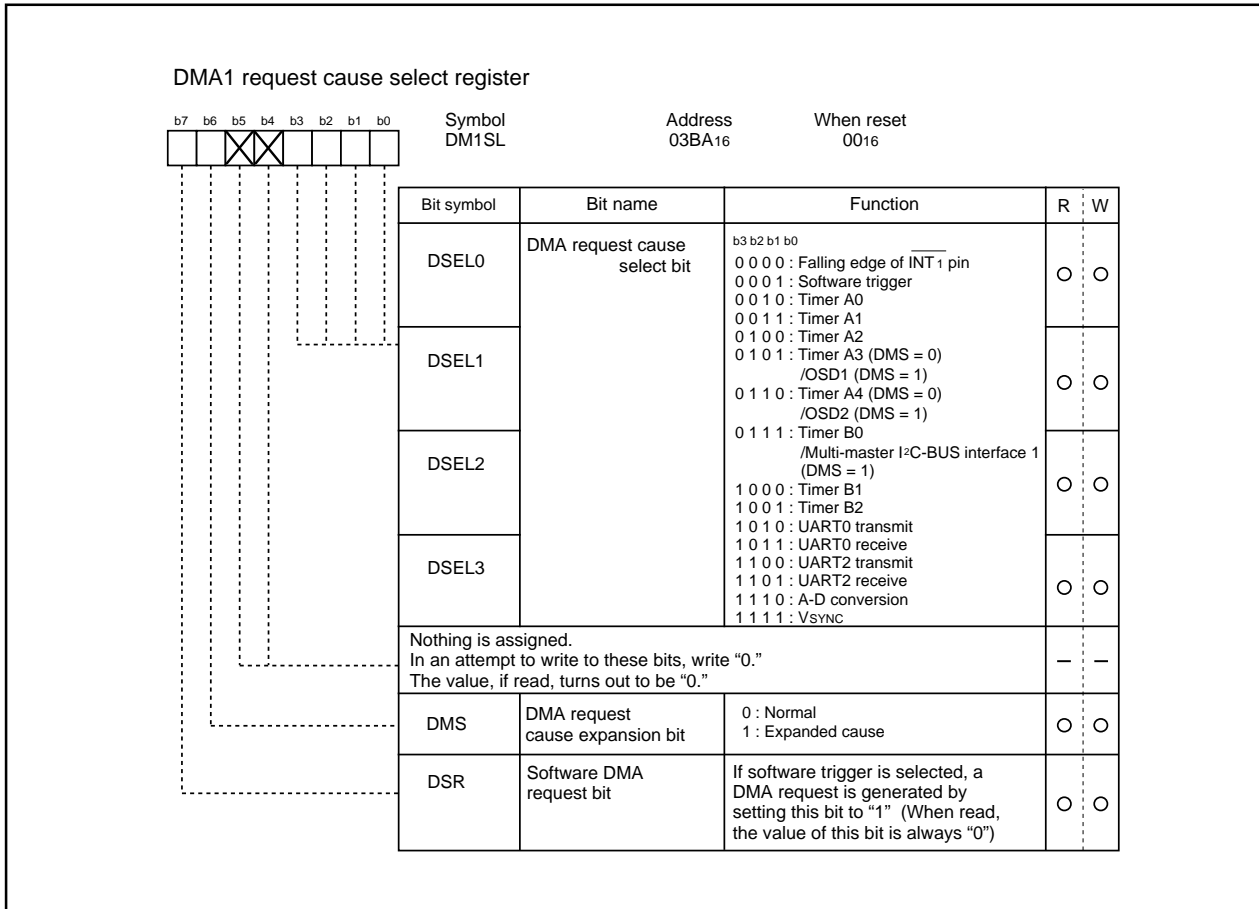 DMA1 request cause select register
b7 b6 b5 b4 b3 b2 b1 b0
Symbol Address When reset
DM1SL 03BA16 0016
Bit symbol Bit name Function R W
DSEL0 DMA request cause select bit
b3 b2 b1 b0
0 0 0 0 : Falling edge of INT1 pin
0 0 0 1 : Software trigger
0 0 1 0 : Timer A0
0 0 1 1 : Timer A1
0 1 0 0 : Timer A2
DSEL1
0 1 0 1 : Timer A3 (DMS = 0)
/OSD1 (DMS = 1)
0 1 1 0 : Timer A4 (DMS = 0)
/OSD2 (DMS = 1)
0 1 1 1 : Timer B0
/Multi-master I2C-BUS interface 1
(DMS = 1)
DSEL2
1 0 0 0 : Timer B1
1 0 0 1 : Timer B2
1 0 1 0 : UART0 transmit
1 0 1 1 : UART0 receive
DSEL3
1 1 0 0 : UART2 transmit
1 1 0 1 : UART2 receive
1 1 1 0 : A-D conversion
1 1 1 1 : VSYNC
Nothing is assigned.
In an attempt to write to these bits, write “0.”
The value, if read, turns out to be “0.”
DMS
DMA request
cause expansion bit
0 : Normal
1 : Expanded cause
DSR
Software DMA
request bit
If software trigger is selected, a
DMA request is generated by
setting this bit to “1” (When read,
the value of this bit is always “0”)